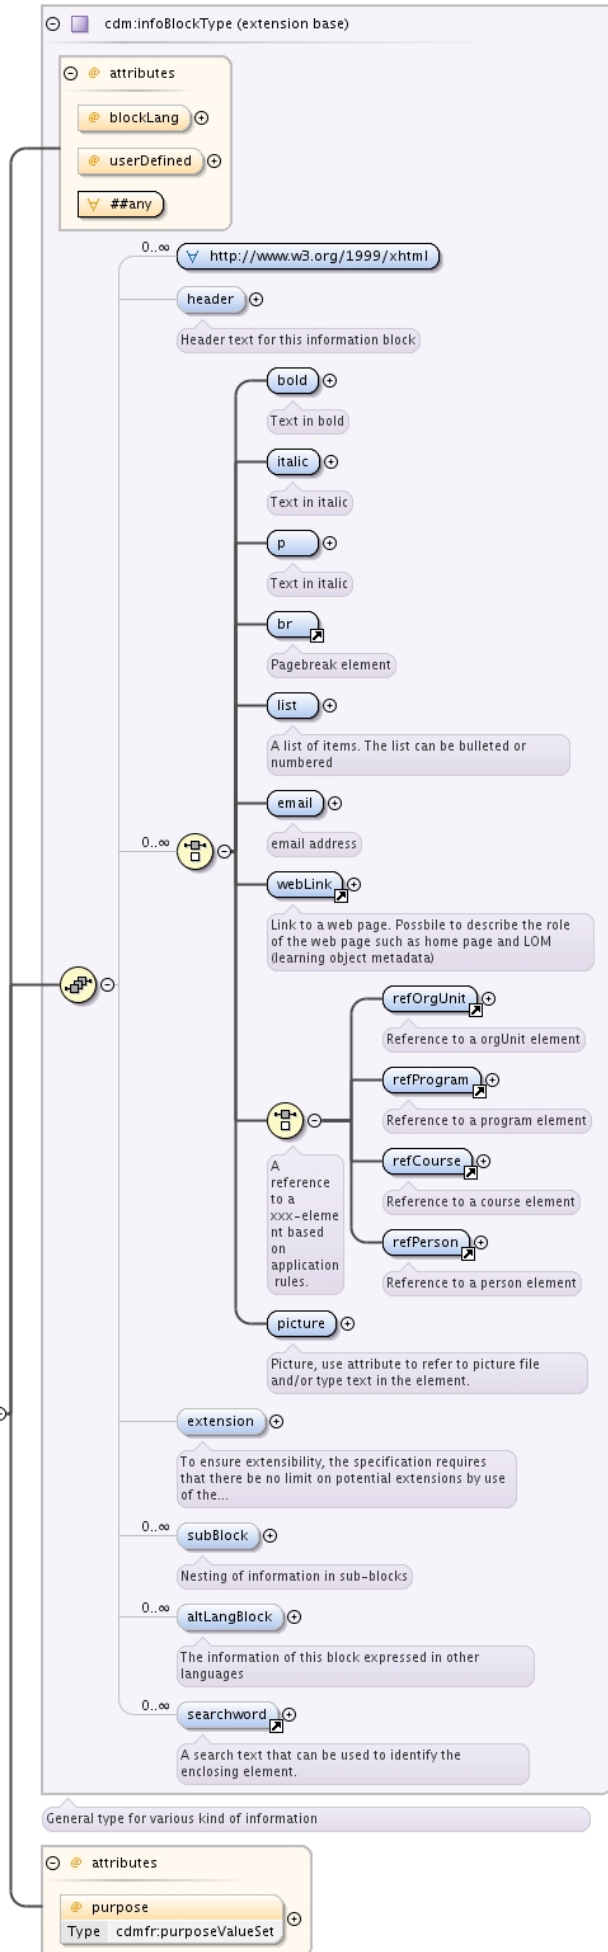 cdm:infoBlockType (extension base)
@ attributes
@ blockLang
@ userDefined
∀ ##any
0..∞
∀ http://www.w3.org/1999/xhtml
header
Header text for this information block
bold
Text in bold
italic
Text in italic
p
Text in italic
br
Pagebreak element
list
A list of items. The list can be bulleted or
numbered
email
email address
0..∞
webLink
Link to a web page. Possbile to describe the role
of the web page such as home page and LOM
(learning object metadata)
refOrgUnit
Reference to a orgUnit element
refProgram
Reference to a program element
A
reference
to a
xxx-eleme
nt based
on
application
rules.
refCourse
Reference to a course element
refPerson
Reference to a person element
picture
Picture, use attribute to refer to picture file
and/or type text in the element.
extension
To ensure extensibility, the specification requires
that there be no limit on potential extensions by use
of the...
0..∞
subBlock
Nesting of information in sub-blocks
0..∞
altLangBlock
The information of this block expressed in other
languages
0..∞
searchword
A search text that can be used to identify the
enclosing element.
General type for various kind of information
@ attributes
@ purpose
Type cdmfr:purposeValueSet